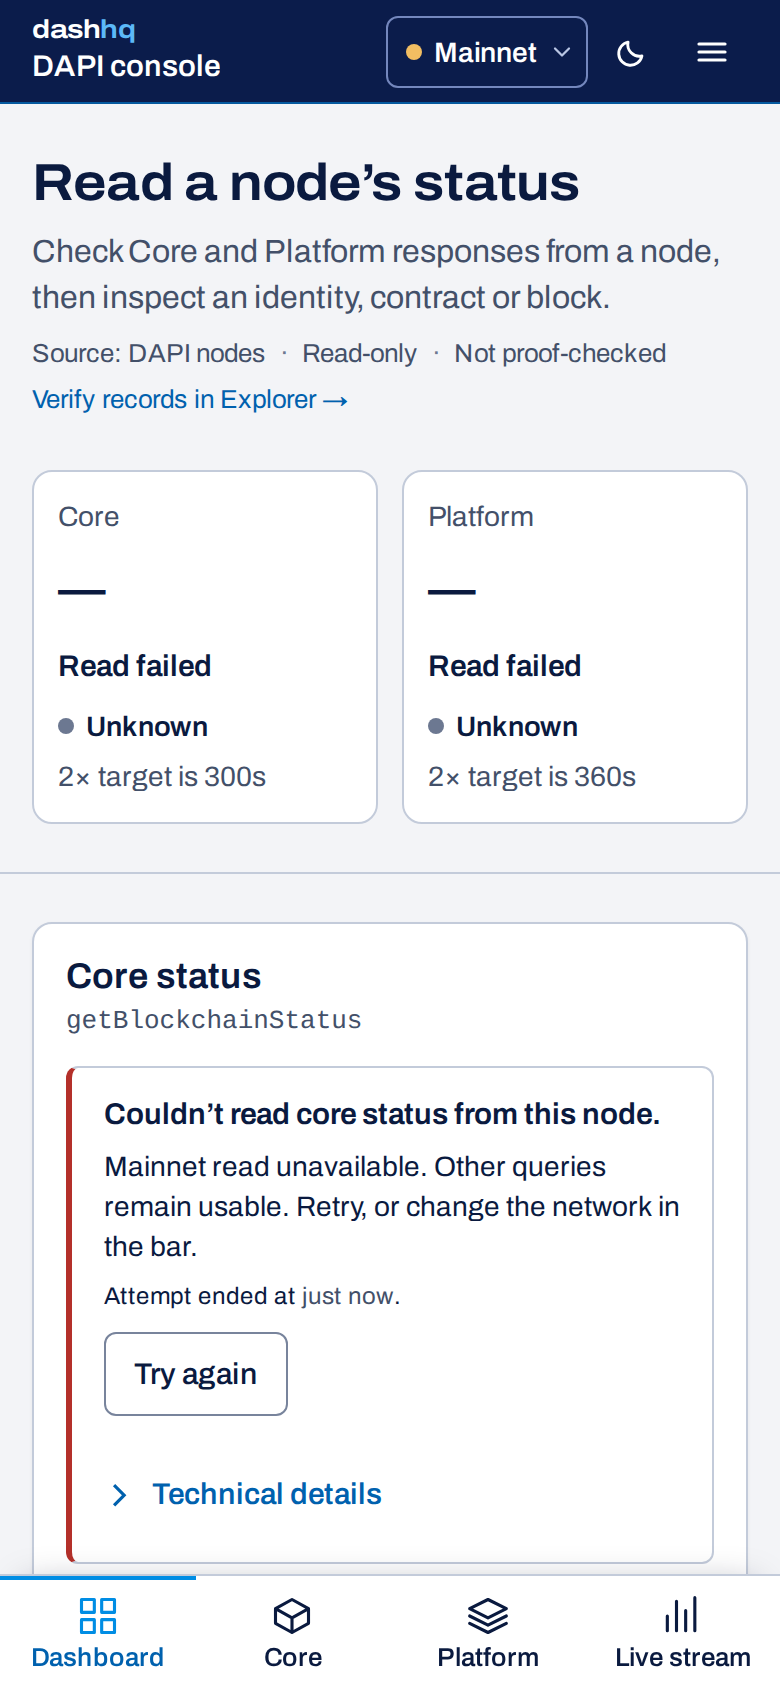 dashhq
DAPI console
Mainnet
Read a node’s status
Check Core and Platform responses from a node,
then inspect an identity, contract or block.
Source: DAPI nodes · Read-only · Not proof-checked
Verify records in Explorer →
Core
—
Read failed
Unknown
2× target is 300s
Platform
—
Read failed
Unknown
2× target is 360s
Core status
getBlockchainStatus
Couldn’t read core status from this node.
Mainnet read unavailable. Other queries
remain usable. Retry, or change the network in
the bar.
Attempt ended at just now.
Try again
Technical details
Dashboard
Core
Platform
Live stream